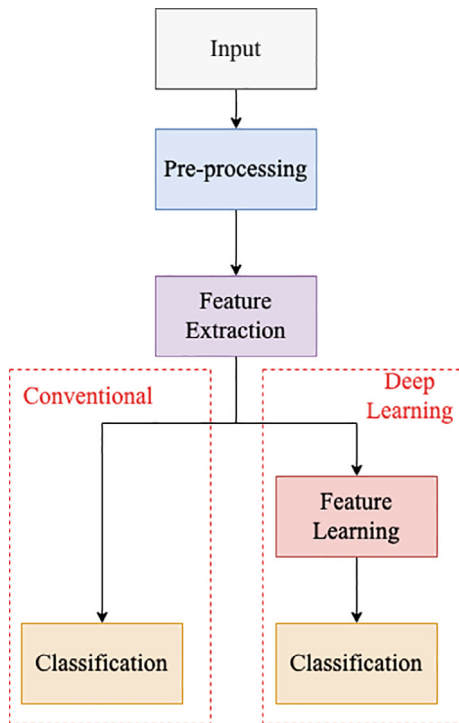 Input
Pre-processing
Feature
Extraction
Conventional
Deep
Learning
Feature
Learning
Classification
Classification